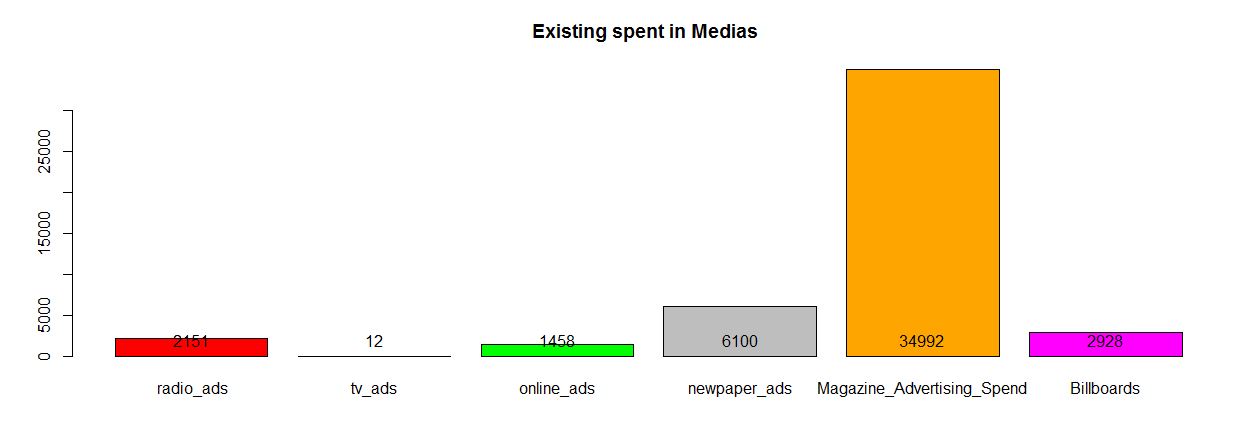 Existing spent in Medias
25000
15000
5000
0
2151
12
1458
6100
34992
2928
radio_ads
tv_ads
online_ads
newpaper_ads
Magazine_Advertising_Spend
Billboards